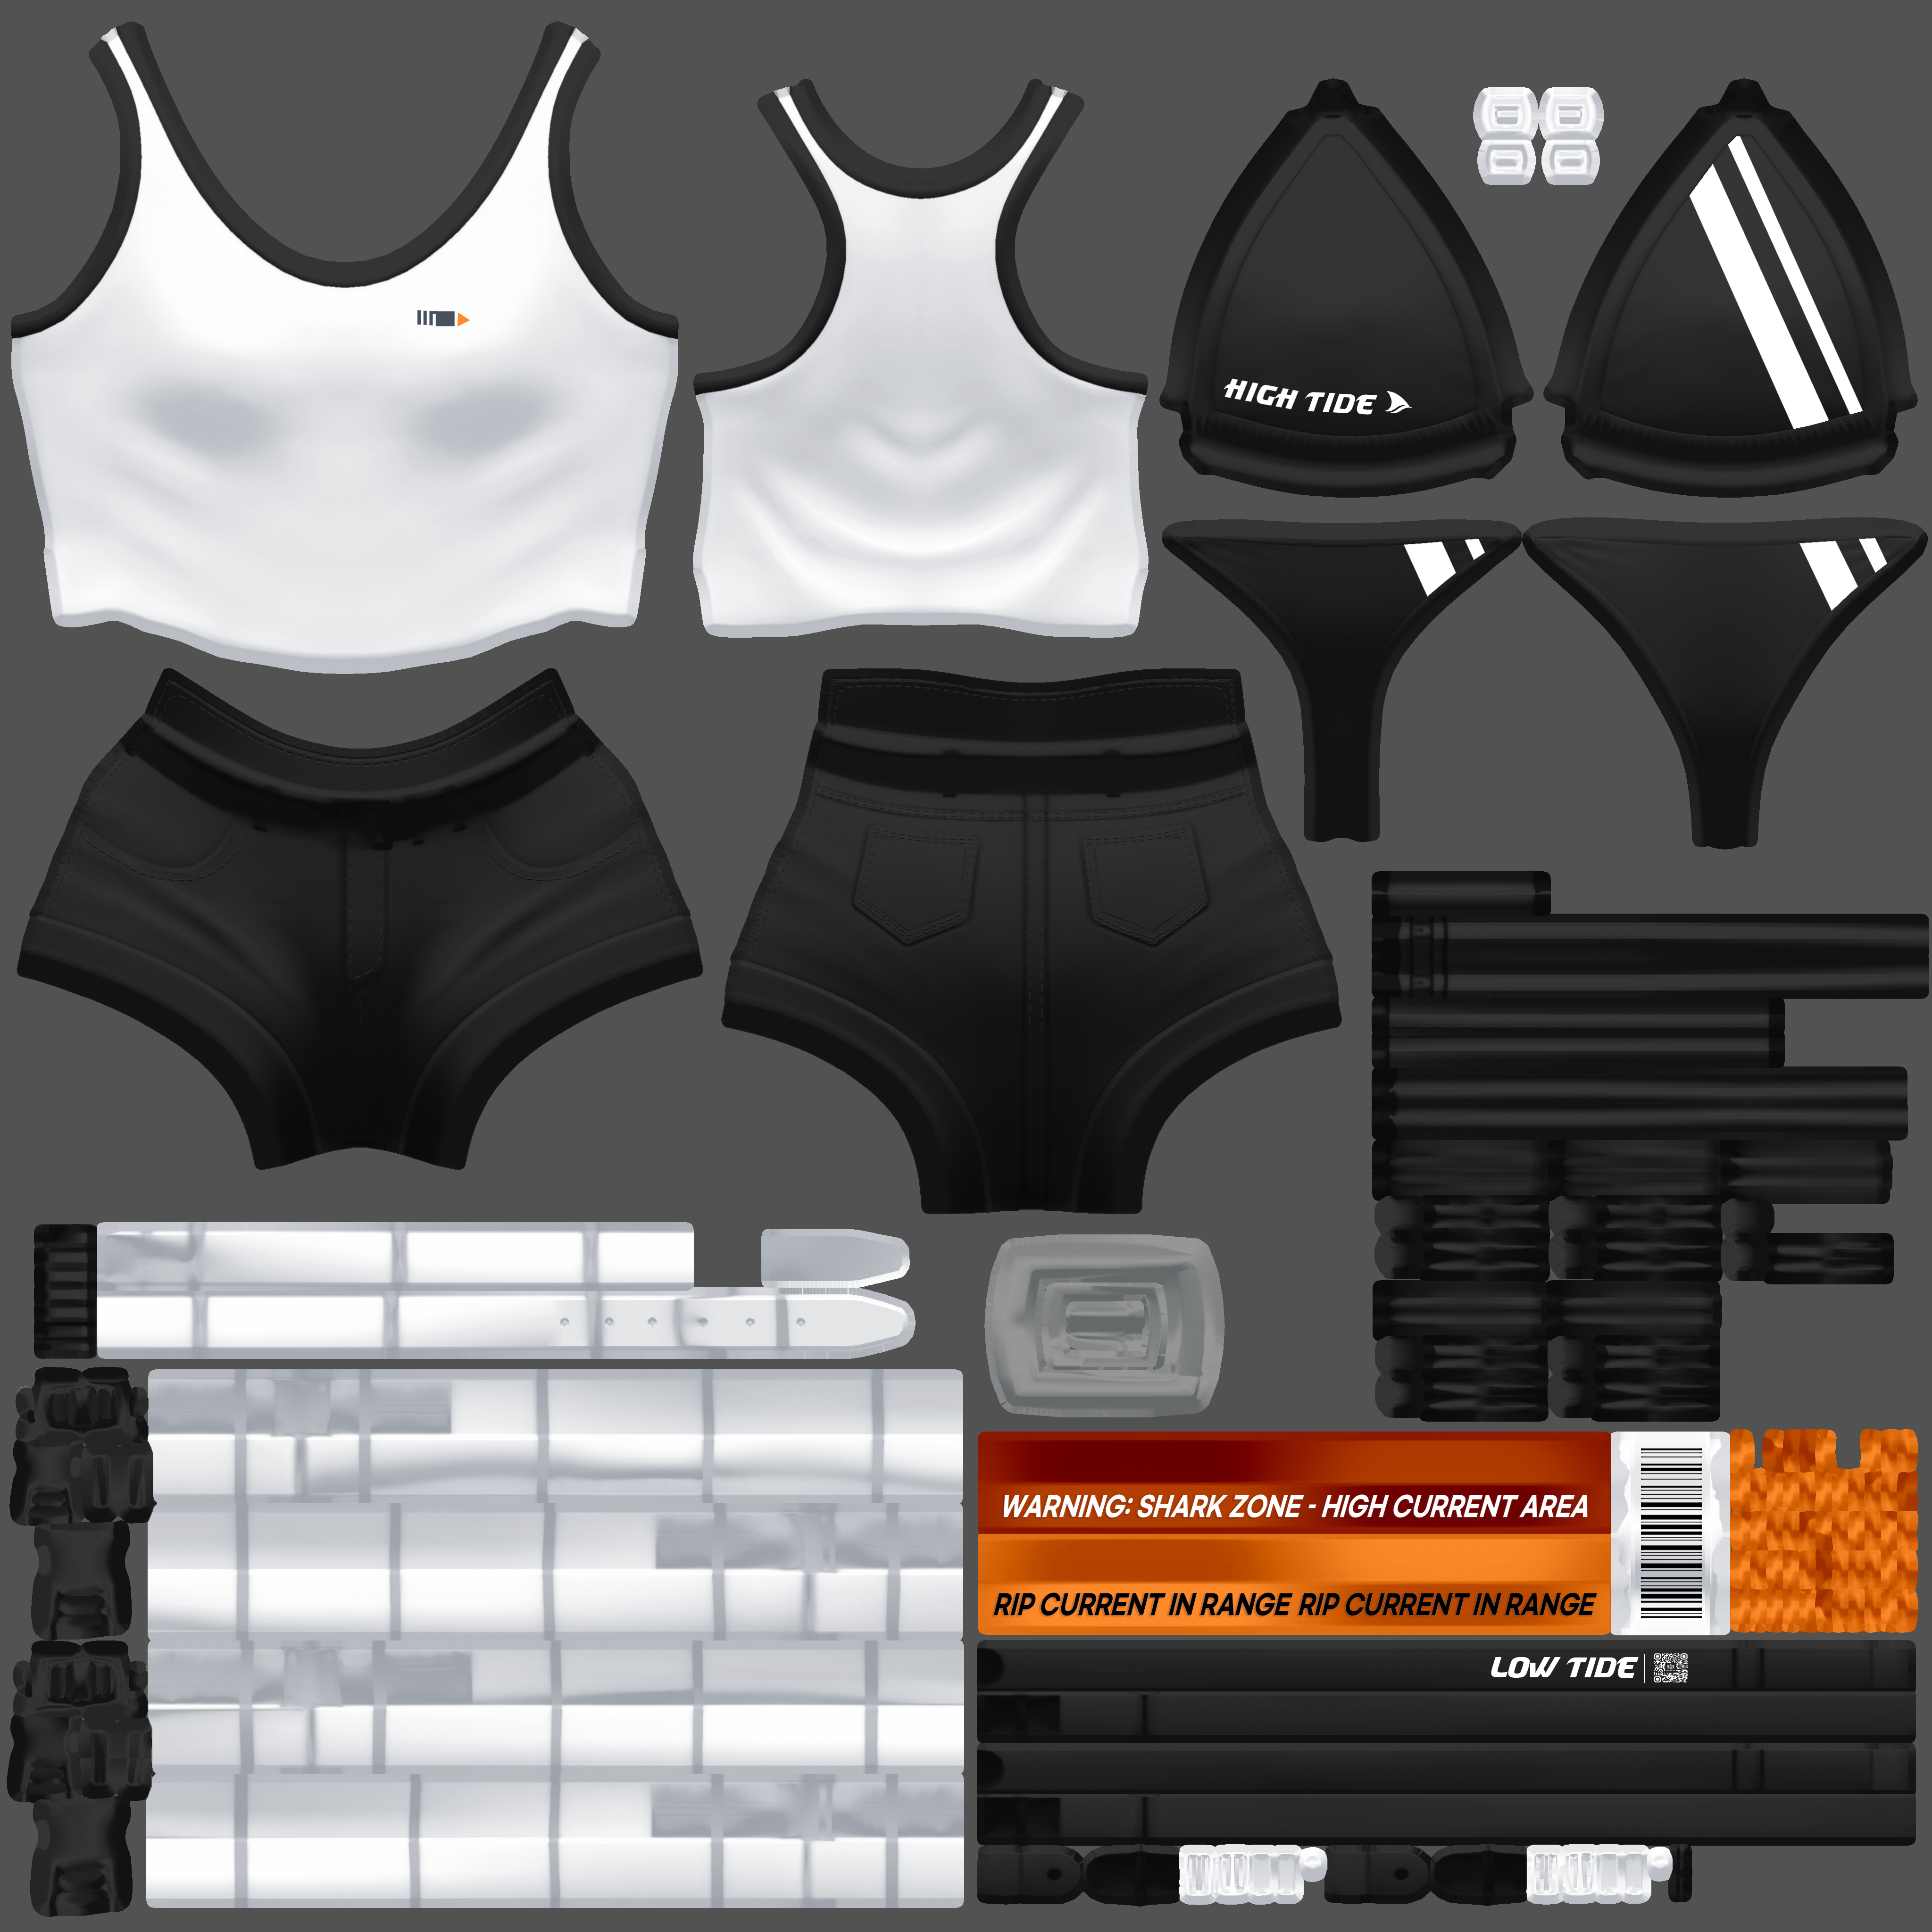 HIGH TIDE
WARNING: SHARK ZONE - HIGH CURRENT AREA
RIP CURRENT IN RANGE RIP CURRENT IN RANGE
LOW TIDE